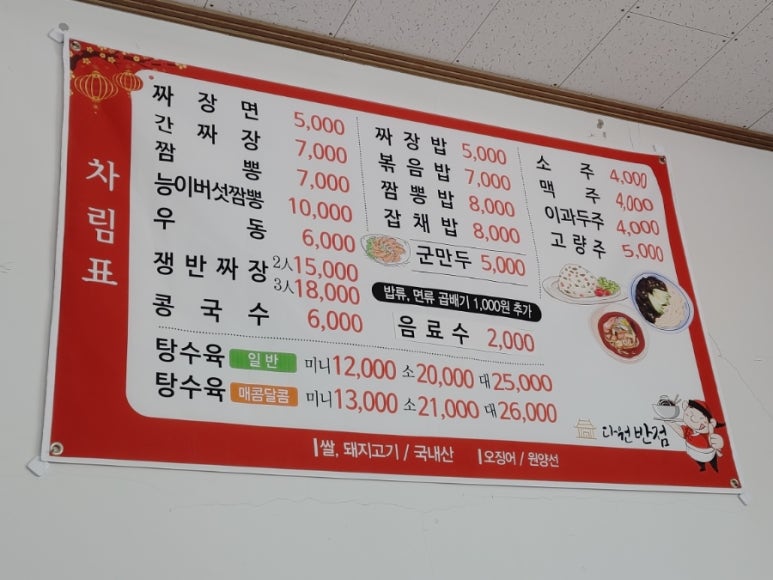 차림표
짜장면 5,000
간짜장 7,000
짬뽕 7,000
능이버섯짬뽕 10,000
우동 6,000
쟁반짜장 2人 15,000
3人 18,000
콩국수 6,000
짜장밥 5,000
볶음밥 7,000
짬뽕밥 8,000
잡채밥 8,000
군만두 5,000
밥류, 면류 곱배기 1,000원 추가
음료수 2,000
소주 4,000
맥주 4,000
이과두주 4,000
고량주 5,000
탕수육 일반 미니 12,000 소 20,000 대 25,000
탕수육 매콤달콤 미니 13,000 소 21,000 대 26,000
다원반점
쌀, 돼지고기 / 국내산 오징어 / 원양선